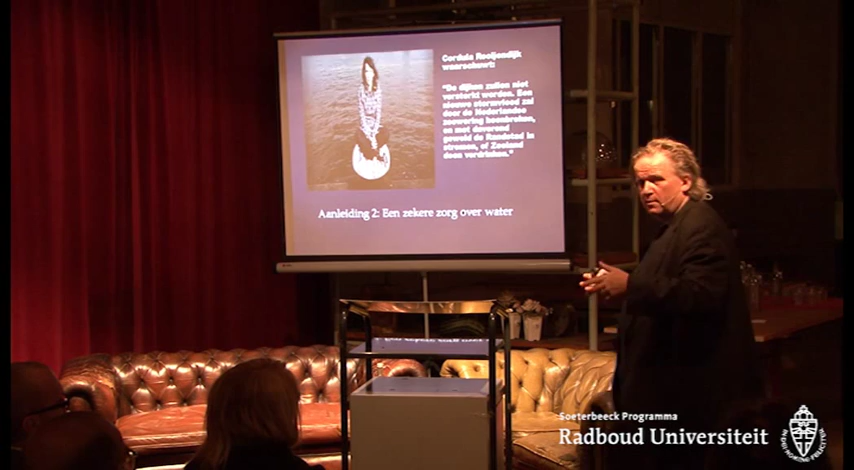 Cordula Rooijendijk
waarschuwt:
"De dijken zullen niet
versterkt worden. Een
nieuwe stormvloed zal
door de Nederlandse
zeewering heenbreken,
en met daverend
geweld de Randstad in
stromen, of Zeeland
doen verdrinken."
Aanleiding 2: Een zekere zorg over water
Soeterbeeck Programma
Radboud Universiteit